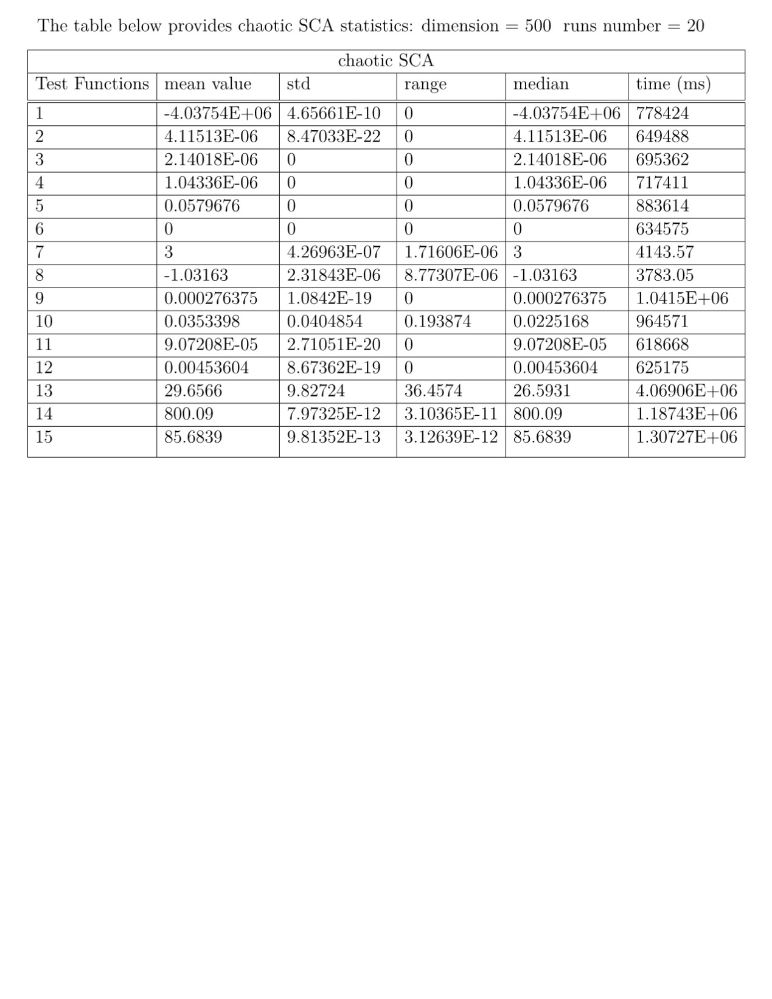 The table below provides chaotic SCA statistics: dimension = 500 runs number = 20
chaotic SCA
Test Functions mean value std range median time (ms)
1 -4.03754E+06 4.65661E-10 0 -4.03754E+06 778424
2 4.11513E-06 8.47033E-22 0 4.11513E-06 649488
3 2.14018E-06 0 0 2.14018E-06 695362
4 1.04336E-06 0 0 1.04336E-06 717411
5 0.0579676 0 0 0.0579676 883614
6 0 0 0 0 634575
7 3 4.26963E-07 1.71606E-06 3 4143.57
8 -1.03163 2.31843E-06 8.77307E-06 -1.03163 3783.05
9 0.000276375 1.0842E-19 0 0.000276375 1.0415E+06
10 0.0353398 0.0404854 0.193874 0.0225168 964571
11 9.07208E-05 2.71051E-20 0 9.07208E-05 618668
12 0.00453604 8.67362E-19 0 0.00453604 625175
13 29.6566 9.82724 36.4574 26.5931 4.06906E+06
14 800.09 7.97325E-12 3.10365E-11 800.09 1.18743E+06
15 85.6839 9.81352E-13 3.12639E-12 85.6839 1.30727E+06